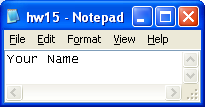 hw15 - Notepad
File Edit Format View Help
Your Name